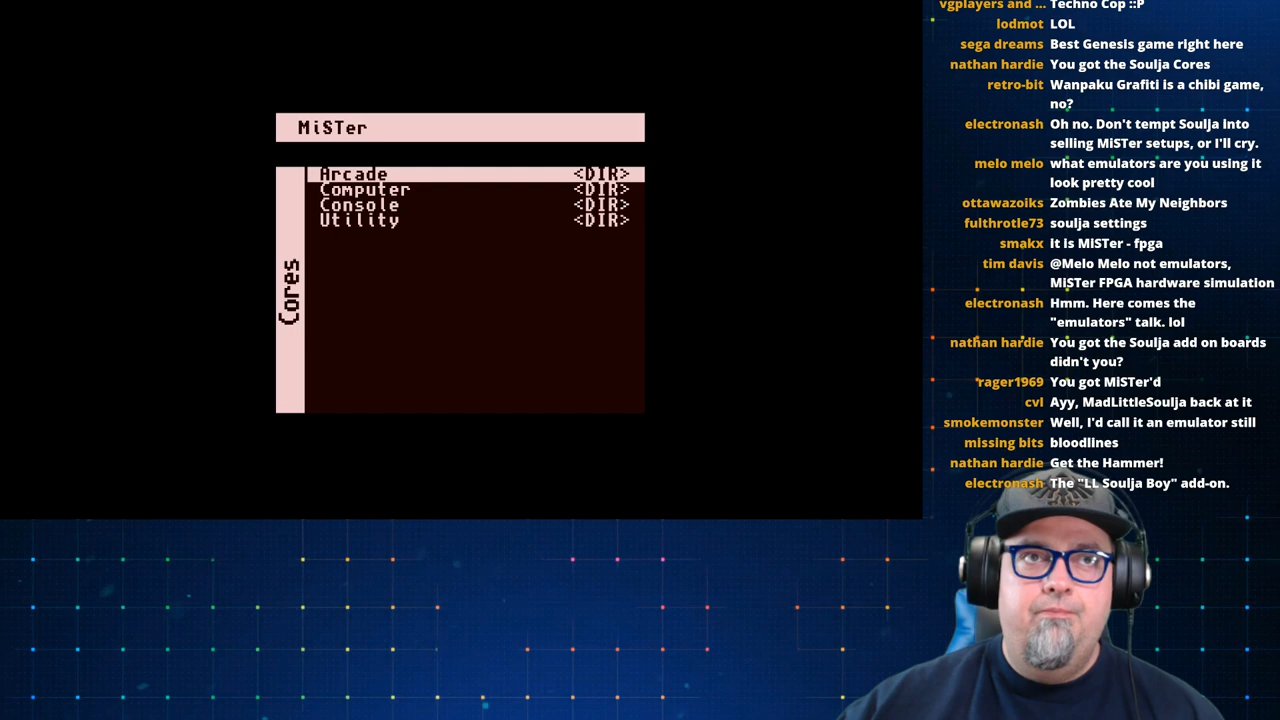 MiSTer
Cores
Arcade <DIR>
Computer <DIR>
Console <DIR>
Utility <DIR>
vgplayers and ... Techno Cop ::P
lodmot LOL
sega dreams Best Genesis game right here
nathan hardie You got the Soulja Cores
retro-bit Wanpaku Grafiti is a chibi game,
no?
electronash Oh no. Don't tempt Soulja into
selling MiSTer setups, or I'll cry.
melo melo what emulators are you using it
look pretty cool
ottawazoiks Zombies Ate My Neighbors
fulthrotle73 soulja settings
smakx it is MiSTer - fpga
tim davis @Melo Melo not emulators,
MiSTer FPGA hardware simulation
electronash Hmm. Here comes the
"emulators" talk. lol
nathan hardie You got the Soulja add on boards
didn't you?
rager1969 You got MiSTer'd
cvl Ayy, MadLittleSoulja back at it
smokemonster Well, I'd call it an emulator still
missing bits bloodlines
nathan hardie Get the Hammer!
electronash The "LL Soulja Boy" add-on.